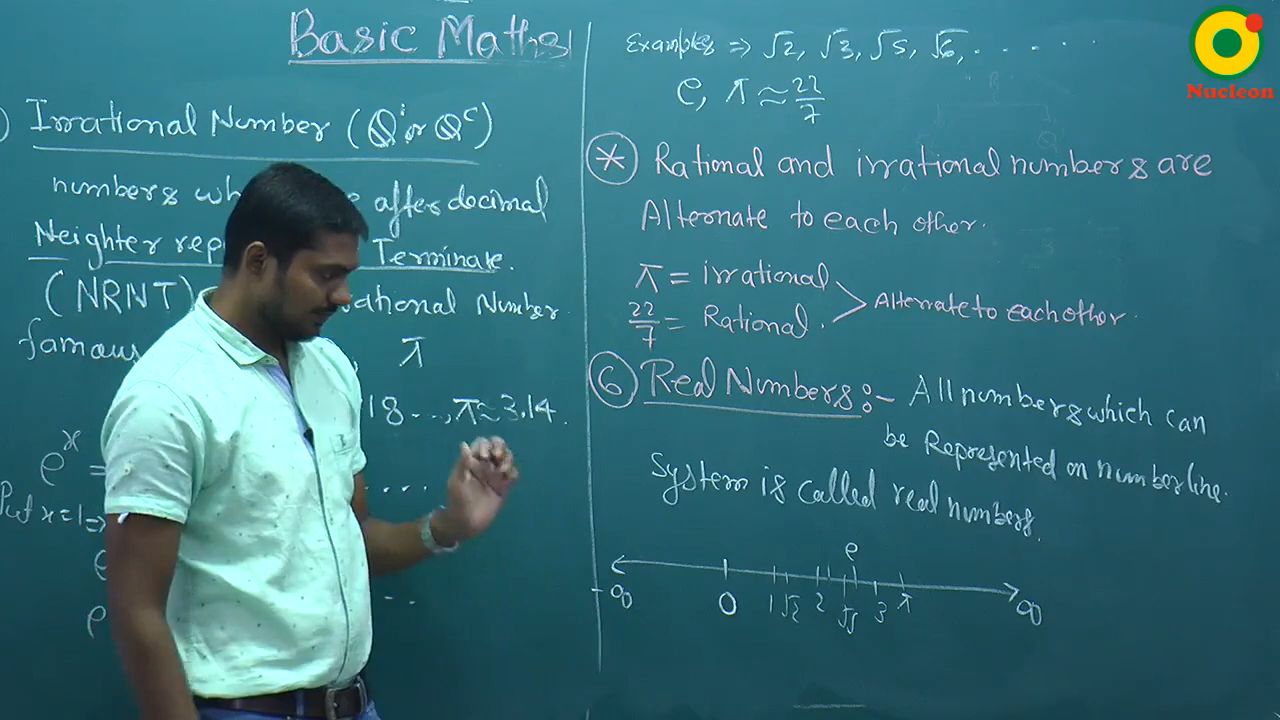 Basic Maths
) Irrational Number (Q' or Qᶜ)
numbers after decimal
Neighter Terminate.
(NRNT) Number
famous π
18 ..., π≈3.14.
eˣ = ....
Put x=1⇒
e
e ..
Examples ⇒ √2, √3, √5, √6, . . . . . .
e, π ≈ 22/7
* Rational and irrational numbers are
Alternate to each other.
π = irrational
22/7 = Rational. > Alternate to each other.
6 Real Numbers :- All numbers which can
be Represented on number line.
System is called real numbers.
e
-∞ 0 1 √2 2 √5 3 π ∞
Nucleon